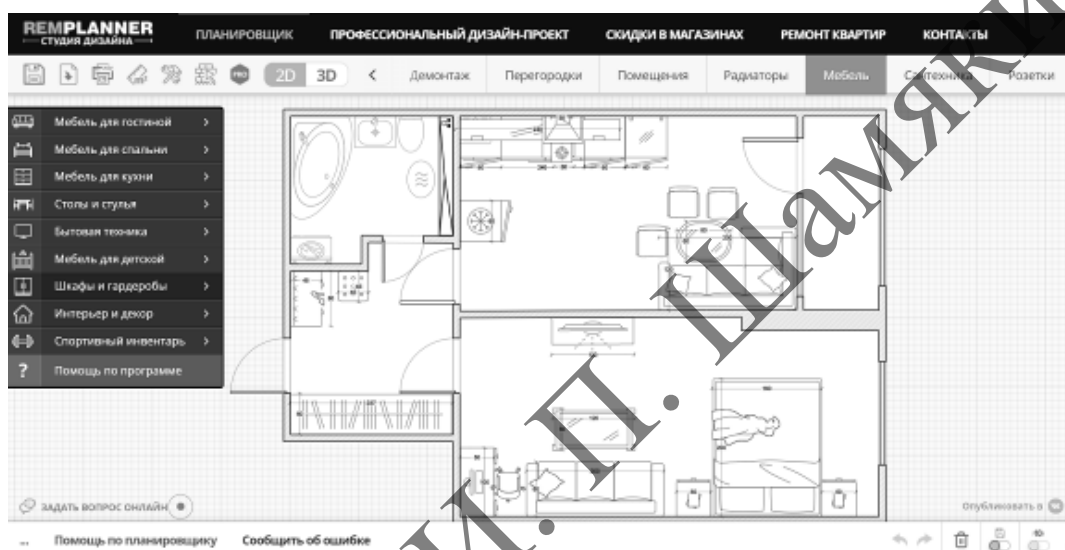 REMPLANNER
СТУДИЯ ДИЗАЙНА
ПЛАНИРОВЩИК ПРОФЕССИОНАЛЬНЫЙ ДИЗАЙН-ПРОЕКТ СКИДКИ В МАГАЗИНАХ РЕМОНТ КВАРТИР КОНТАКТЫ
PRO 2D 3D Демонтаж Перегородки Помещения Радиаторы Мебель Сантехника Розетки
Мебель для гостиной
Мебель для спальни
Мебель для кухни
Столы и стулья
Бытовая техника
Мебель для детской
Шкафы и гардеробы
Интерьер и декор
Спортивный инвентарь
? Помощь по программе
ЗАДАТЬ ВОПРОС ОНЛАЙН
Опубликовать в
... Помощь по планировщику Сообщить об ошибке
И.П. Шамяки